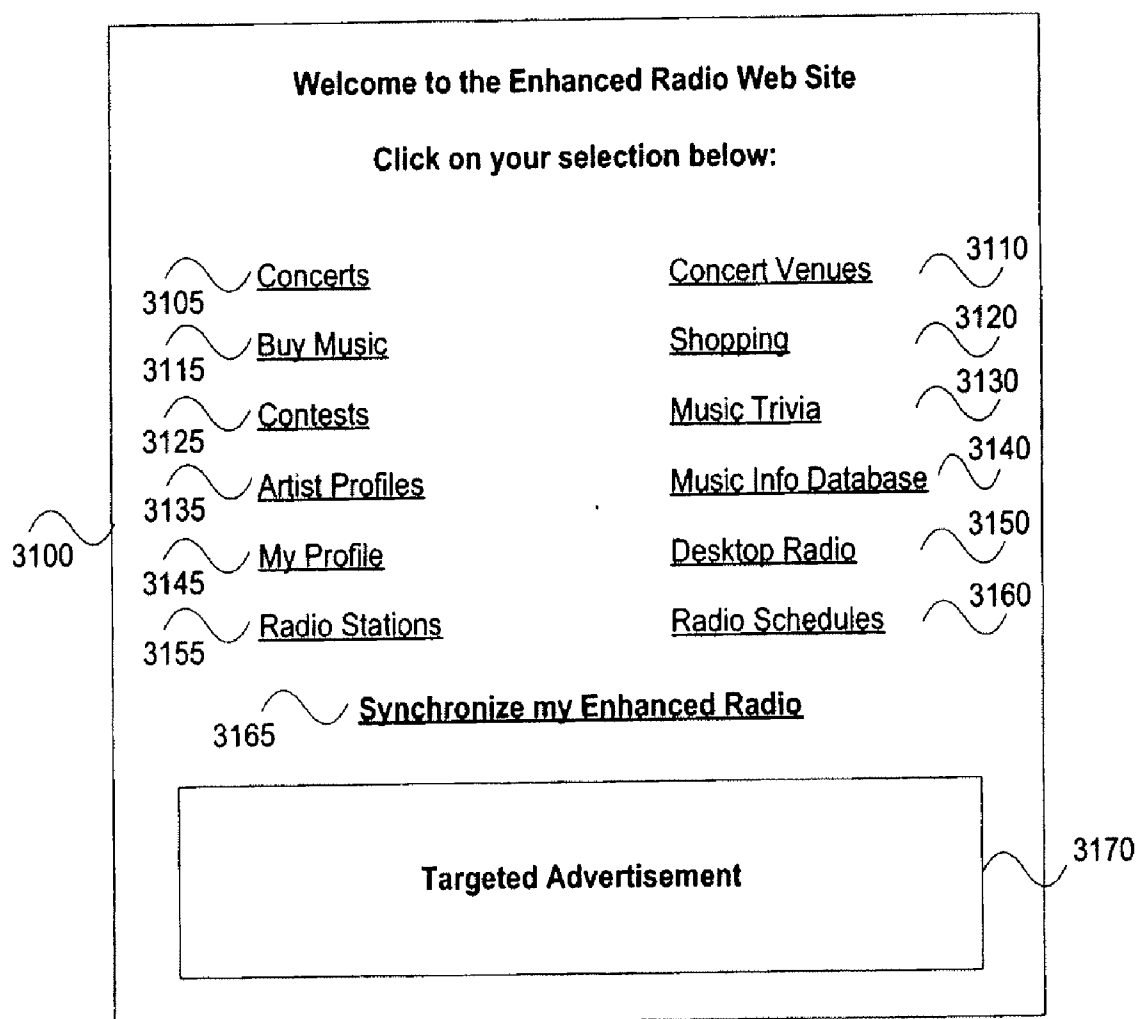 Welcome to the Enhanced Radio Web Site
Click on your selection below:
3105 Concerts
Concert Venues 3110
3115 Buy Music
Shopping 3120
3125 Contests
Music Trivia 3130
3135 Artist Profiles
Music Info Database 3140
3100
3145 My Profile
Desktop Radio 3150
3155 Radio Stations
Radio Schedules 3160
3165 Synchronize my Enhanced Radio
Targeted Advertisement
3170